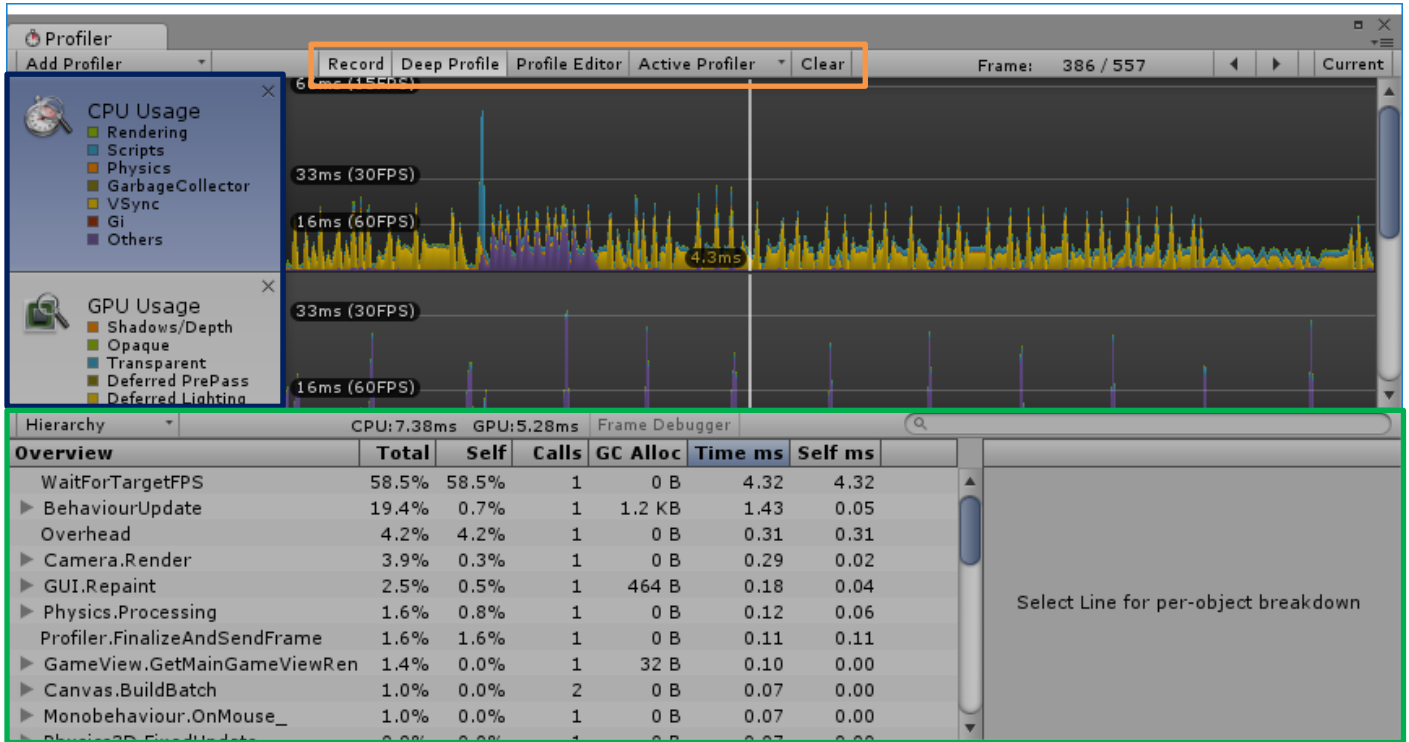 Profiler
Add Profiler Record Deep Profile Profile Editor Active Profiler Clear Frame: 386 / 557 Current
CPU Usage
Rendering
Scripts
Physics
GarbageCollector
VSync
Gi
Others
33ms (30FPS)
16ms (60FPS)
4.3ms
GPU Usage
Shadows/Depth
Opaque
Transparent
Deferred PrePass
Deferred Lighting
33ms (30FPS)
16ms (60FPS)
Hierarchy CPU:7.38ms GPU:5.28ms Frame Debugger
Overview Total Self Calls GC Alloc Time ms Self ms
WaitForTargetFPS 58.5% 58.5% 1 0 B 4.32 4.32
BehaviourUpdate 19.4% 0.7% 1 1.2 KB 1.43 0.05
Overhead 4.2% 4.2% 1 0 B 0.31 0.31
Camera.Render 3.9% 0.3% 1 0 B 0.29 0.02
GUI.Repaint 2.5% 0.5% 1 464 B 0.18 0.04
Physics.Processing 1.6% 0.8% 1 0 B 0.12 0.06
Profiler.FinalizeAndSendFrame 1.6% 1.6% 1 0 B 0.11 0.11
GameView.GetMainGameViewRen 1.4% 0.0% 1 32 B 0.10 0.00
Canvas.BuildBatch 1.0% 0.0% 2 0 B 0.07 0.00
Monobehaviour.OnMouse_ 1.0% 0.0% 1 0 B 0.07 0.00
Select Line for per-object breakdown